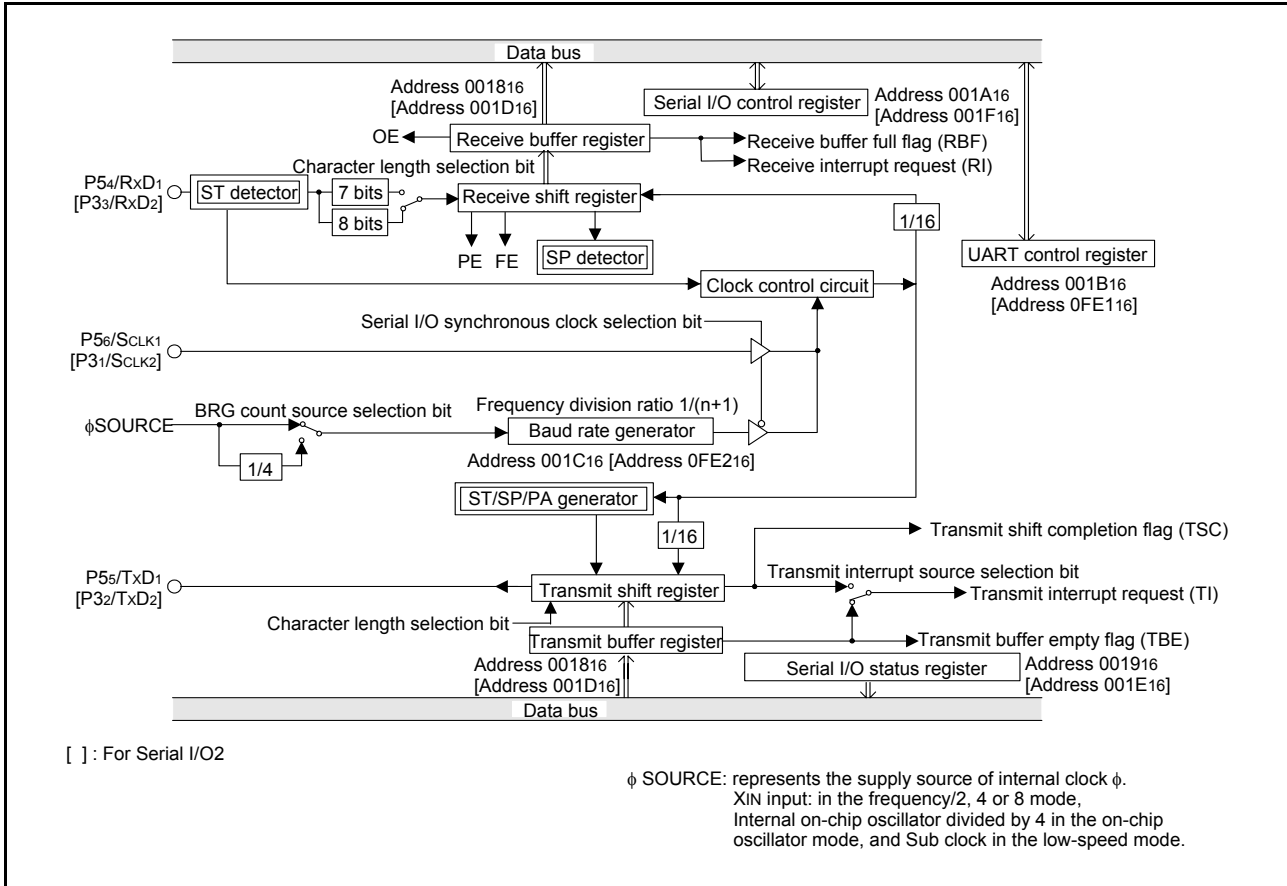 Data bus
Address 001816
[Address 001D16]
Serial I/O control register
Address 001A16
[Address 001F16]
OE
Receive buffer register
Receive buffer full flag (RBF)
Receive interrupt request (RI)
Character length selection bit
P54/RxD1
[P33/RxD2]
ST detector
7 bits
8 bits
Receive shift register
1/16
PE
FE
SP detector
UART control register
Address 001B16
[Address 0FE116]
Clock control circuit
Serial I/O synchronous clock selection bit
P56/SCLK1
[P31/SCLK2]
φSOURCE
BRG count source selection bit
1/4
Frequency division ratio 1/(n+1)
Baud rate generator
Address 001C16 [Address 0FE216]
ST/SP/PA generator
1/16
Transmit shift completion flag (TSC)
P55/TxD1
[P32/TxD2]
Transmit shift register
Transmit interrupt source selection bit
Transmit interrupt request (TI)
Character length selection bit
Transmit buffer register
Transmit buffer empty flag (TBE)
Address 001816
[Address 001D16]
Serial I/O status register
Address 001916
[Address 001E16]
Data bus
[ ] : For Serial I/O2
φ SOURCE: represents the supply source of internal clock φ.
XIN input: in the frequency/2, 4 or 8 mode,
Internal on-chip oscillator divided by 4 in the on-chip
oscillator mode, and Sub clock in the low-speed mode.